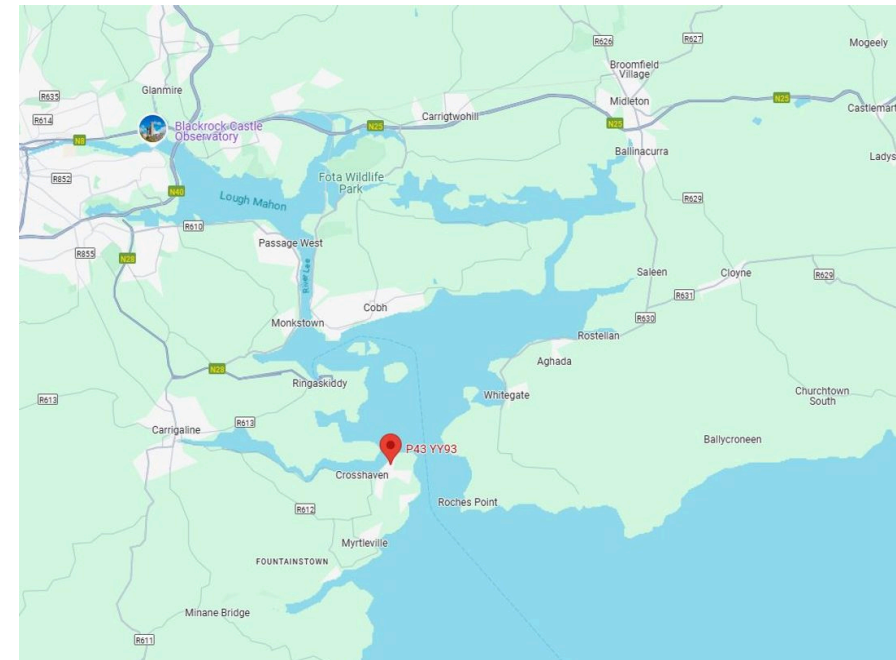 R626
R627
Mogeely
Broomfield
Village
R635
Glanmire
N25
Midleton
Carrigtwohill
Castlemart
R614
Blackrock Castle
Observatory
N25
N25
N8
Ballinacurra
Ladys
R852
Fota Wildlife
Park
N40
Lough Mahon
R629
R610
Passage West
R855
N28
River Lee
Saleen
Cloyne
R629
R631
Cobh
Monkstown
R630
Rostellan
Aghada
N28
Ringaskiddy
Whitegate
Churchtown
South
R613
R613
Carrigaline
Ballycroneen
P43 YY93
Crosshaven
Roches Point
R612
Myrtleville
FOUNTAINSTOWN
Minane Bridge
R611